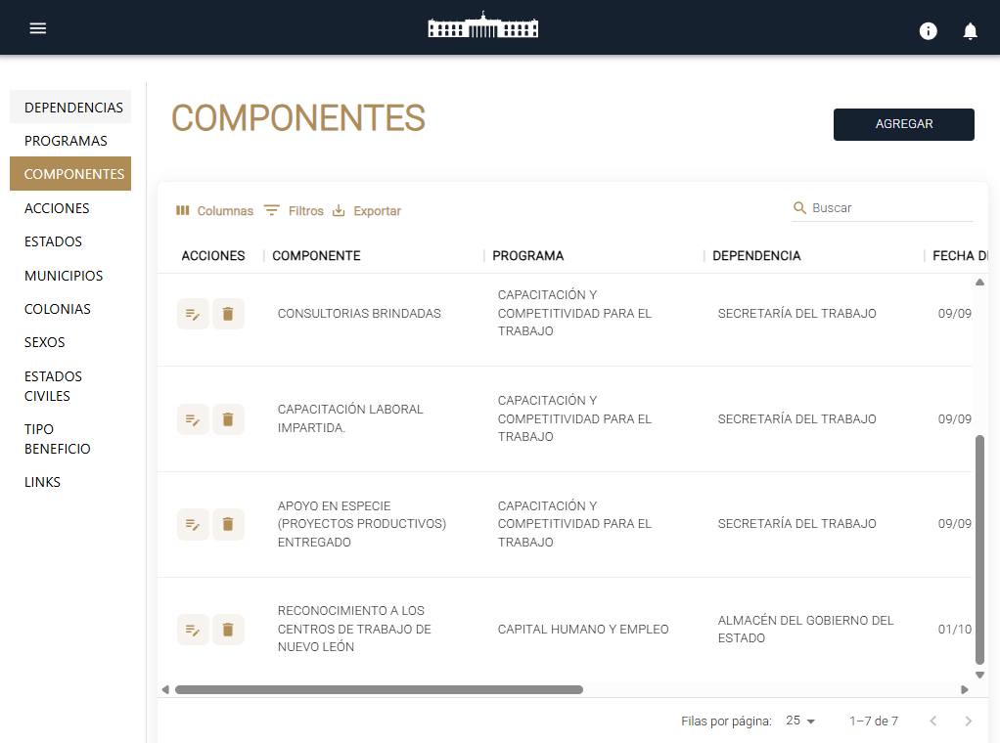 DEPENDENCIAS
PROGRAMAS
COMPONENTES
ACCIONES
ESTADOS
MUNICIPIOS
COLONIAS
SEXOS
ESTADOS
CIVILES
TIPO
BENEFICIO
LINKS
COMPONENTES
AGREGAR
Columnas Filtros Exportar
Buscar
ACCIONES COMPONENTE PROGRAMA DEPENDENCIA FECHA DE
CONSULTORIAS BRINDADAS
CAPACITACIÓN Y
COMPETITIVIDAD PARA EL
TRABAJO
SECRETARÍA DEL TRABAJO
09/09
CAPACITACIÓN LABORAL
IMPARTIDA.
CAPACITACIÓN Y
COMPETITIVIDAD PARA EL
TRABAJO
SECRETARÍA DEL TRABAJO
09/09
APOYO EN ESPECIE
(PROYECTOS PRODUCTIVOS)
ENTREGADO
CAPACITACIÓN Y
COMPETITIVIDAD PARA EL
TRABAJO
SECRETARÍA DEL TRABAJO
09/09
RECONOCIMIENTO A LOS
CENTROS DE TRABAJO DE
NUEVO LEÓN
CAPITAL HUMANO Y EMPLEO
ALMACÉN DEL GOBIERNO DEL
ESTADO
01/10
Filas por página: 25 1–7 de 7